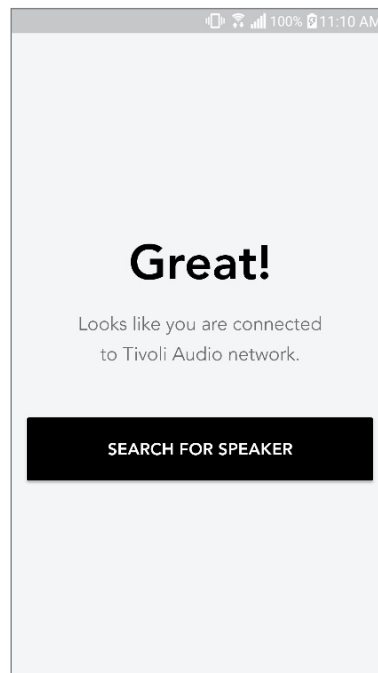 100% 11:10 AM
Great!
Looks like you are connected
to Tivoli Audio network.
SEARCH FOR SPEAKER